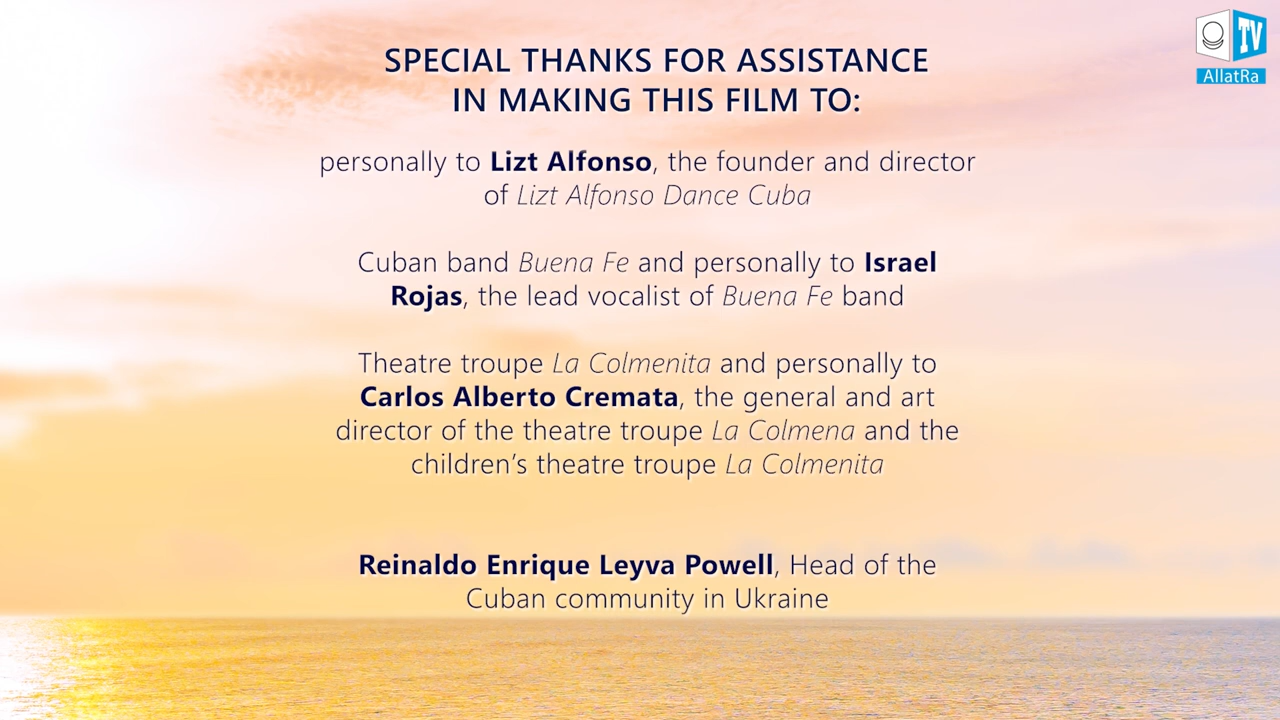 SPECIAL THANKS FOR ASSISTANCE
IN MAKING THIS FILM TO:
personally to Lizt Alfonso, the founder and director
of Lizt Alfonso Dance Cuba
Cuban band Buena Fe and personally to Israel
Rojas, the lead vocalist of Buena Fe band
Theatre troupe La Colmenita and personally to
Carlos Alberto Cremata, the general and art
director of the theatre troupe La Colmena and the
children’s theatre troupe La Colmenita
Reinaldo Enrique Leyva Powell, Head of the
Cuban community in Ukraine
TV
AllatRa